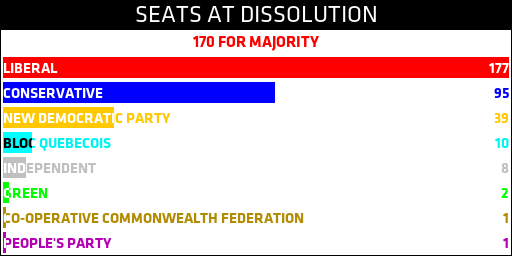 SEATS AT DISSOLUTION
170 FOR MAJORITY
LIBERAL 177
CONSERVATIVE 95
NEW DEMOCRATIC PARTY 39
BLOC QUEBECOIS 10
INDEPENDENT 8
GREEN 2
CO-OPERATIVE COMMONWEALTH FEDERATION 1
PEOPLE'S PARTY 1